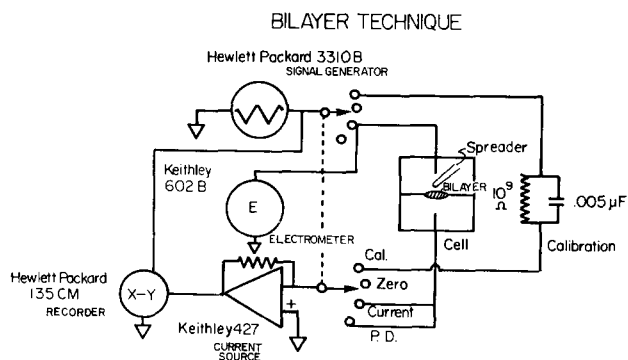 BILAYER TECHNIQUE
Hewlett Packard 3310B
SIGNAL GENERATOR
Spreader
Keithley
602 B
BILAYER
10⁹
Ω
.005 µF
E
ELECTROMETER
Cell
Calibration
Cal.
Zero
Hewlett Packard
135 CM
RECORDER
X-Y
+
Current
Keithley 427
CURRENT
SOURCE
P. D.